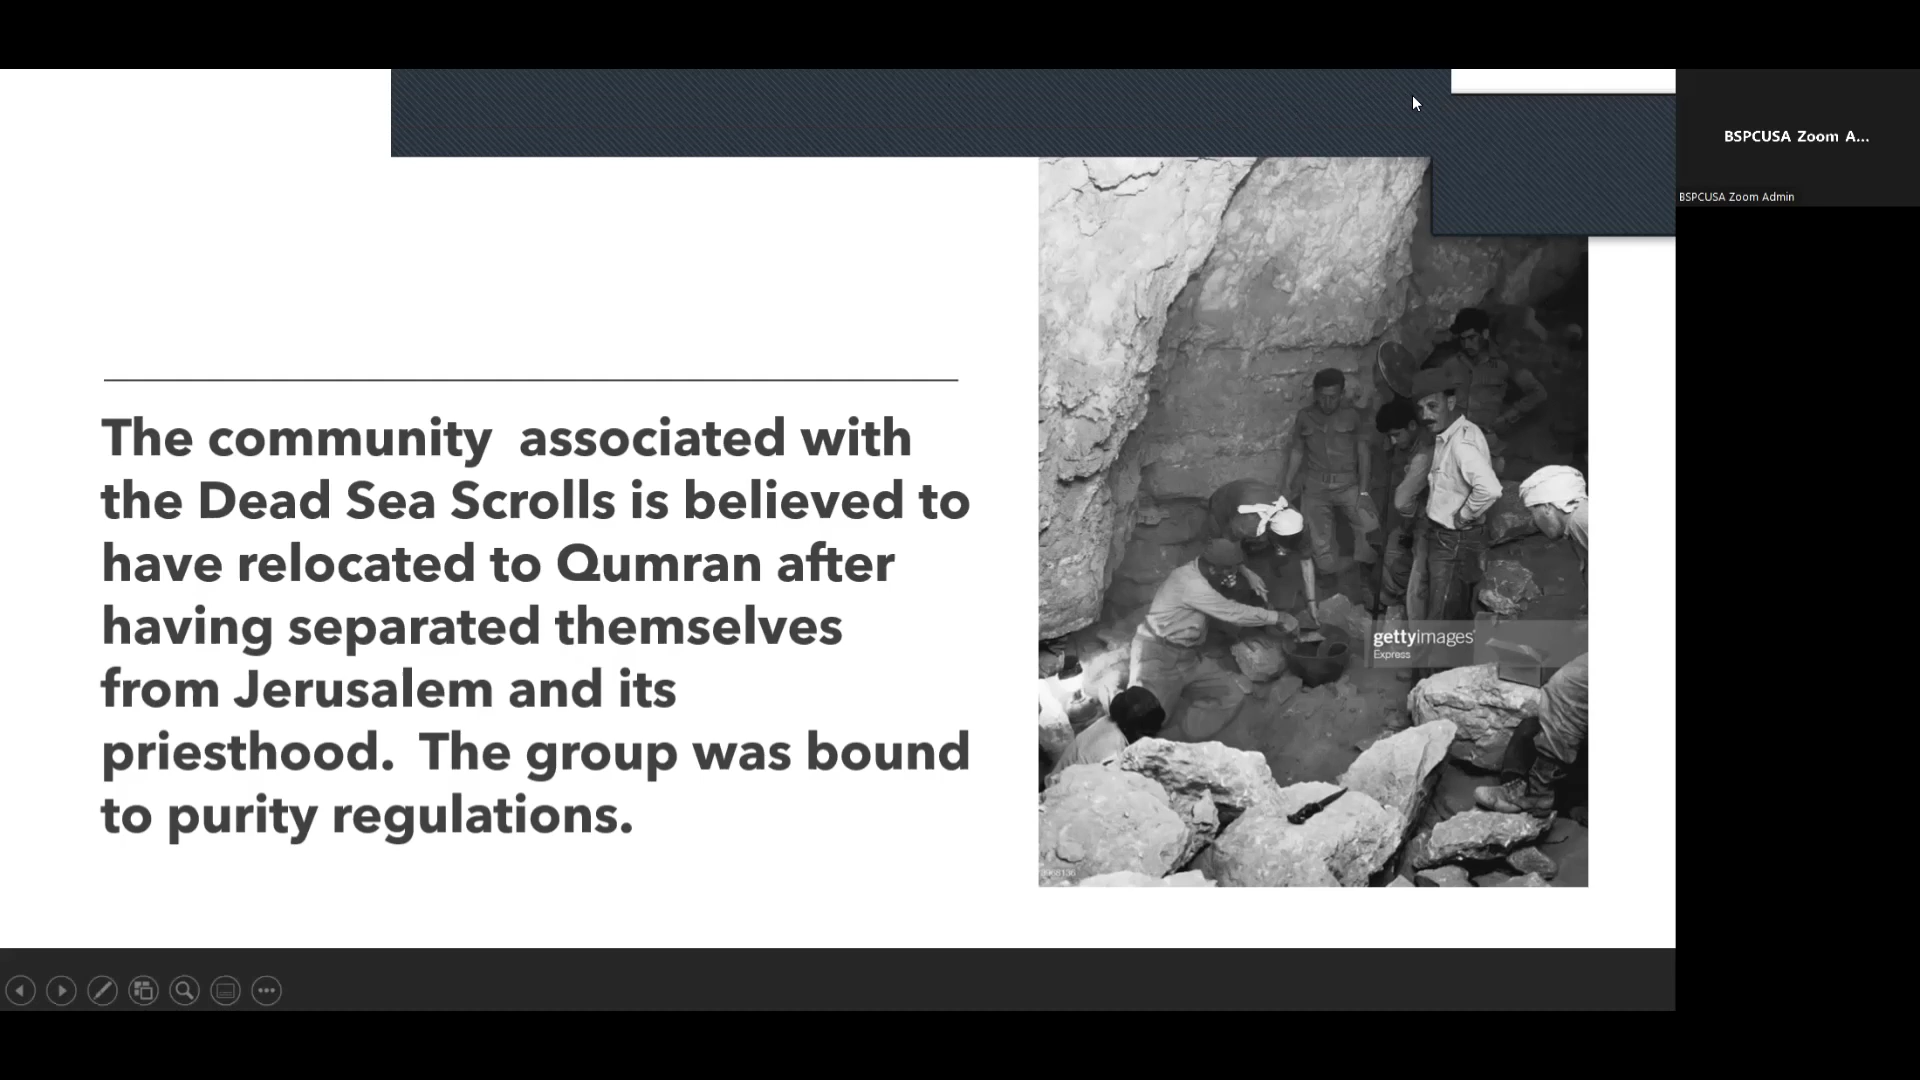 BSPCUSA Zoom A...
BSPCUSA Zoom Admin
The community  associated with
the Dead Sea Scrolls is believed to
have relocated to Qumran after
having separated themselves
from Jerusalem and its
priesthood.  The group was bound
to purity regulations.
gettyimages
Express